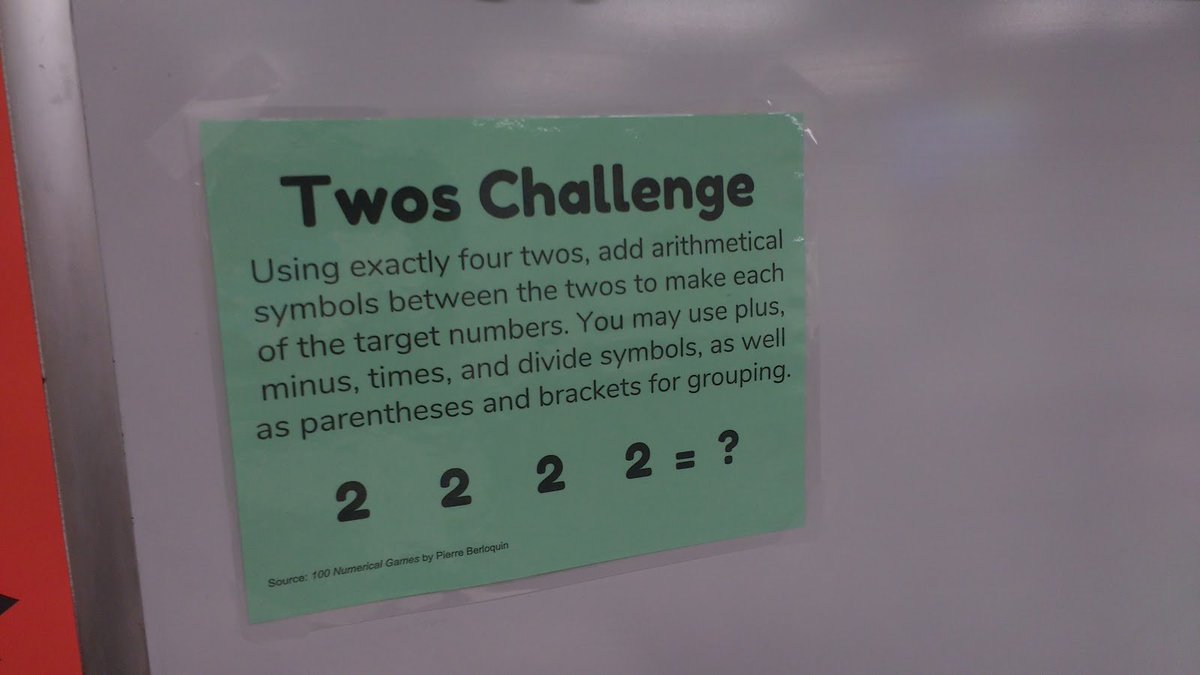 Twos Challenge
Using exactly four twos, add arithmetical
symbols between the twos to make each
of the target numbers. You may use plus,
minus, times, and divide symbols, as well
as parentheses and brackets for grouping.
2 2 2 2 = ?
Source: 100 Numerical Games by Pierre Berloquin